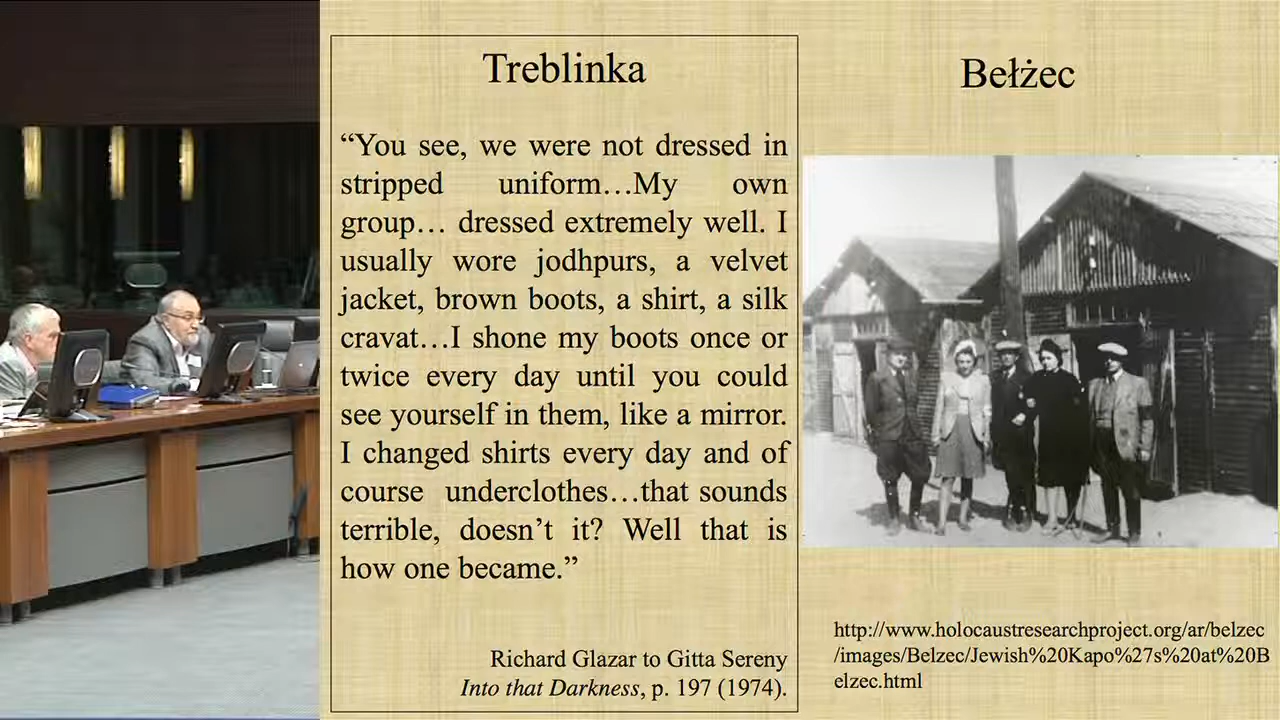 Treblinka
“You see, we were not dressed in
stripped uniform…My own
group… dressed extremely well. I
usually wore jodhpurs, a velvet
jacket, brown boots, a shirt, a silk
cravat…I shone my boots once or
twice every day until you could
see yourself in them, like a mirror.
I changed shirts every day and of
course underclothes…that sounds
terrible, doesn’t it? Well that is
how one became.”
Richard Glazar to Gitta Sereny
Into that Darkness, p. 197 (1974).
Bełżec
http://www.holocaustresearchproject.org/ar/belzec
/images/Belzec/Jewish%20Kapo%27s%20at%20B
elzec.html